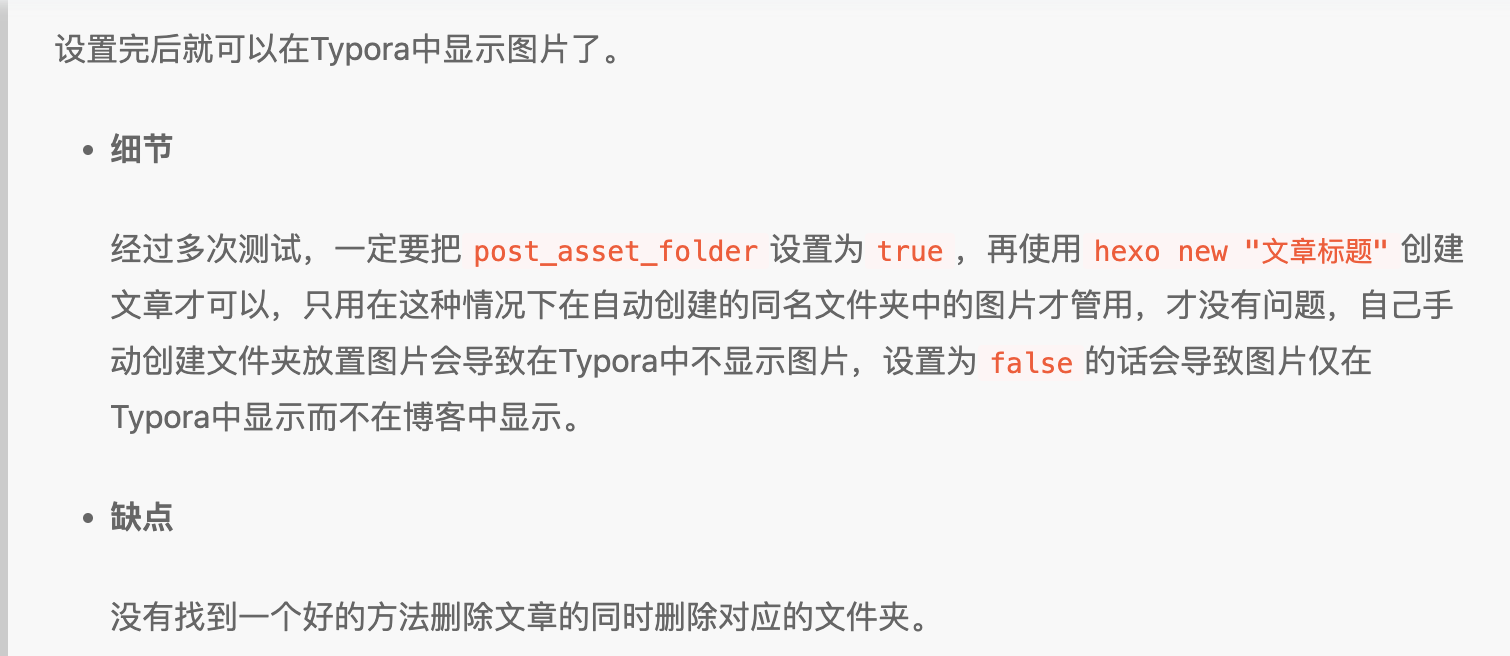 设置完后就可以在Typora中显示图片了。
• 细节
经过多次测试，一定要把 post_asset_folder 设置为 true ，再使用 hexo new "文章标题" 创建
文章才可以，只用在这种情况下在自动创建的同名文件夹中的图片才管用，才没有问题，自己手
动创建文件夹放置图片会导致在Typora中不显示图片，设置为 false 的话会导致图片仅在
Typora中显示而不在博客中显示。
• 缺点
没有找到一个好的方法删除文章的同时删除对应的文件夹。